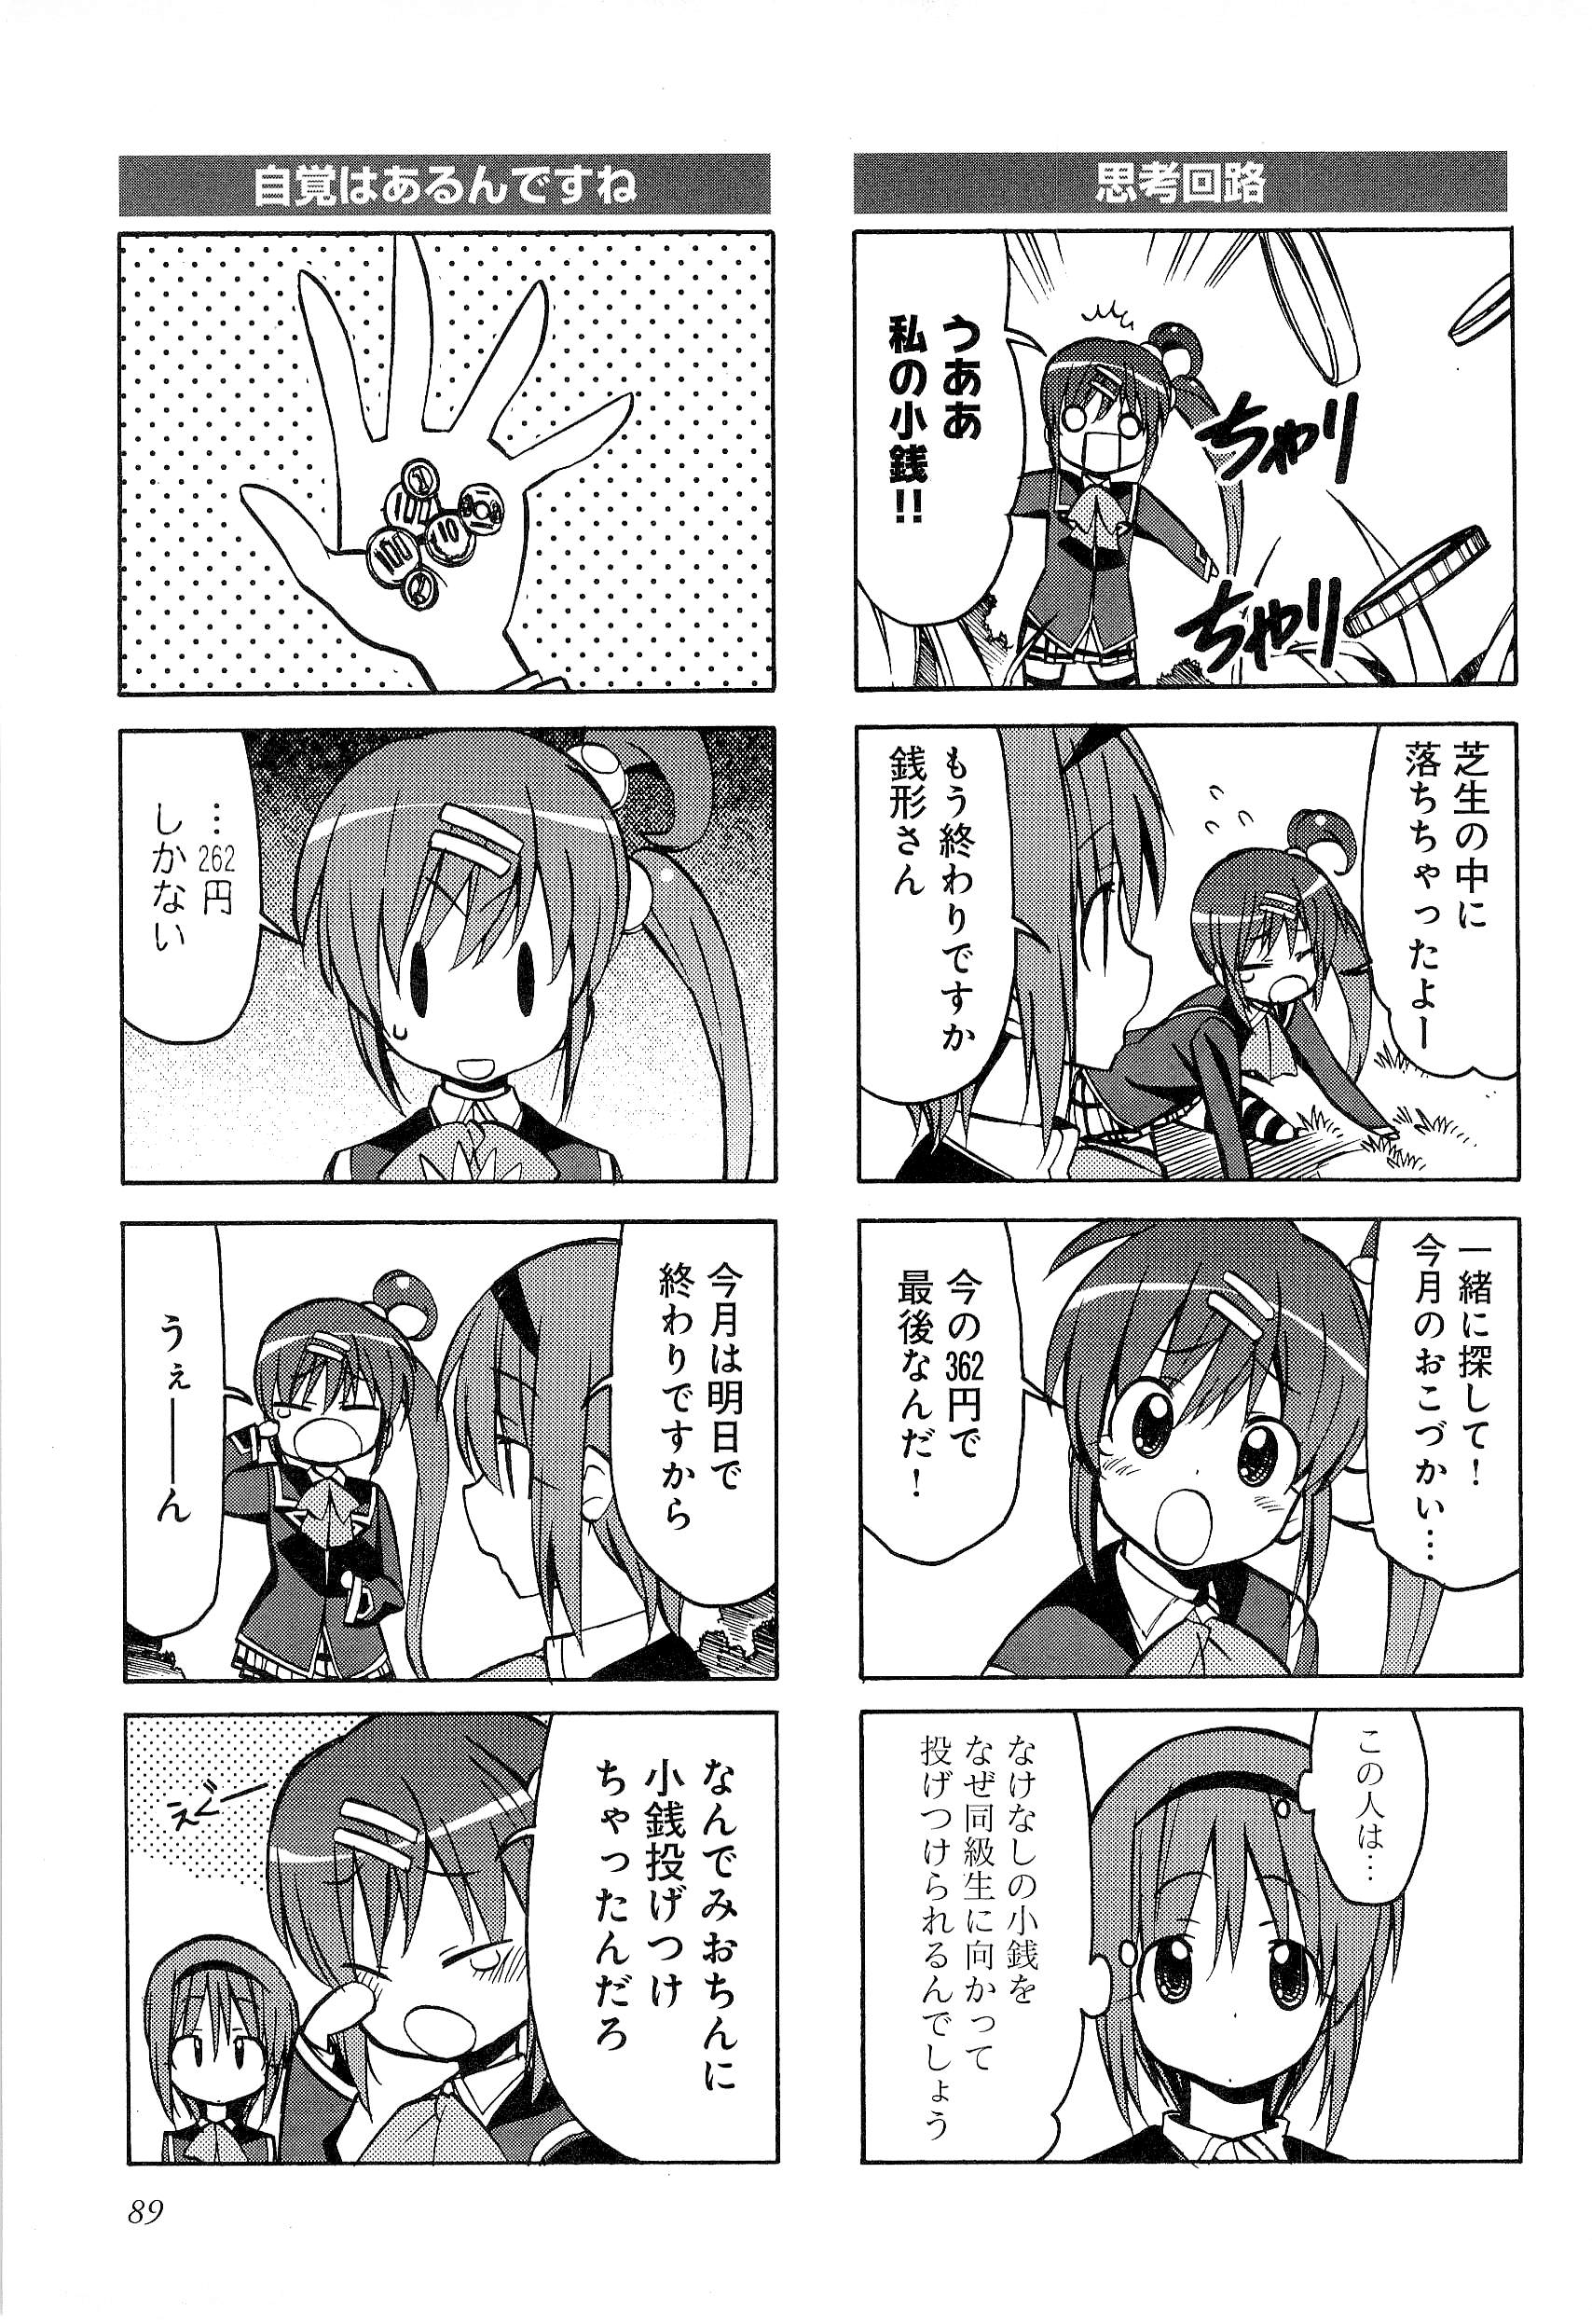 思考回路
うああ
私の小銭!!
ちゃり
ちゃり
芝生の中に
落ちちゃったよー
もう終わりですか
銭形さん
一緒に探して!
今月のおこづかい…
今の362円で
最後なんだ!
この人は…
なけなしの小銭を
なぜ同級生に向かって
投げつけられるんでしょう
自覚はあるんですね
100
10
100
…262円
しかない
今月は明日で
終わりですから
うぇーーん
なんでみおちんに
小銭投げつけ
ちゃったんだろ
えぐー
89